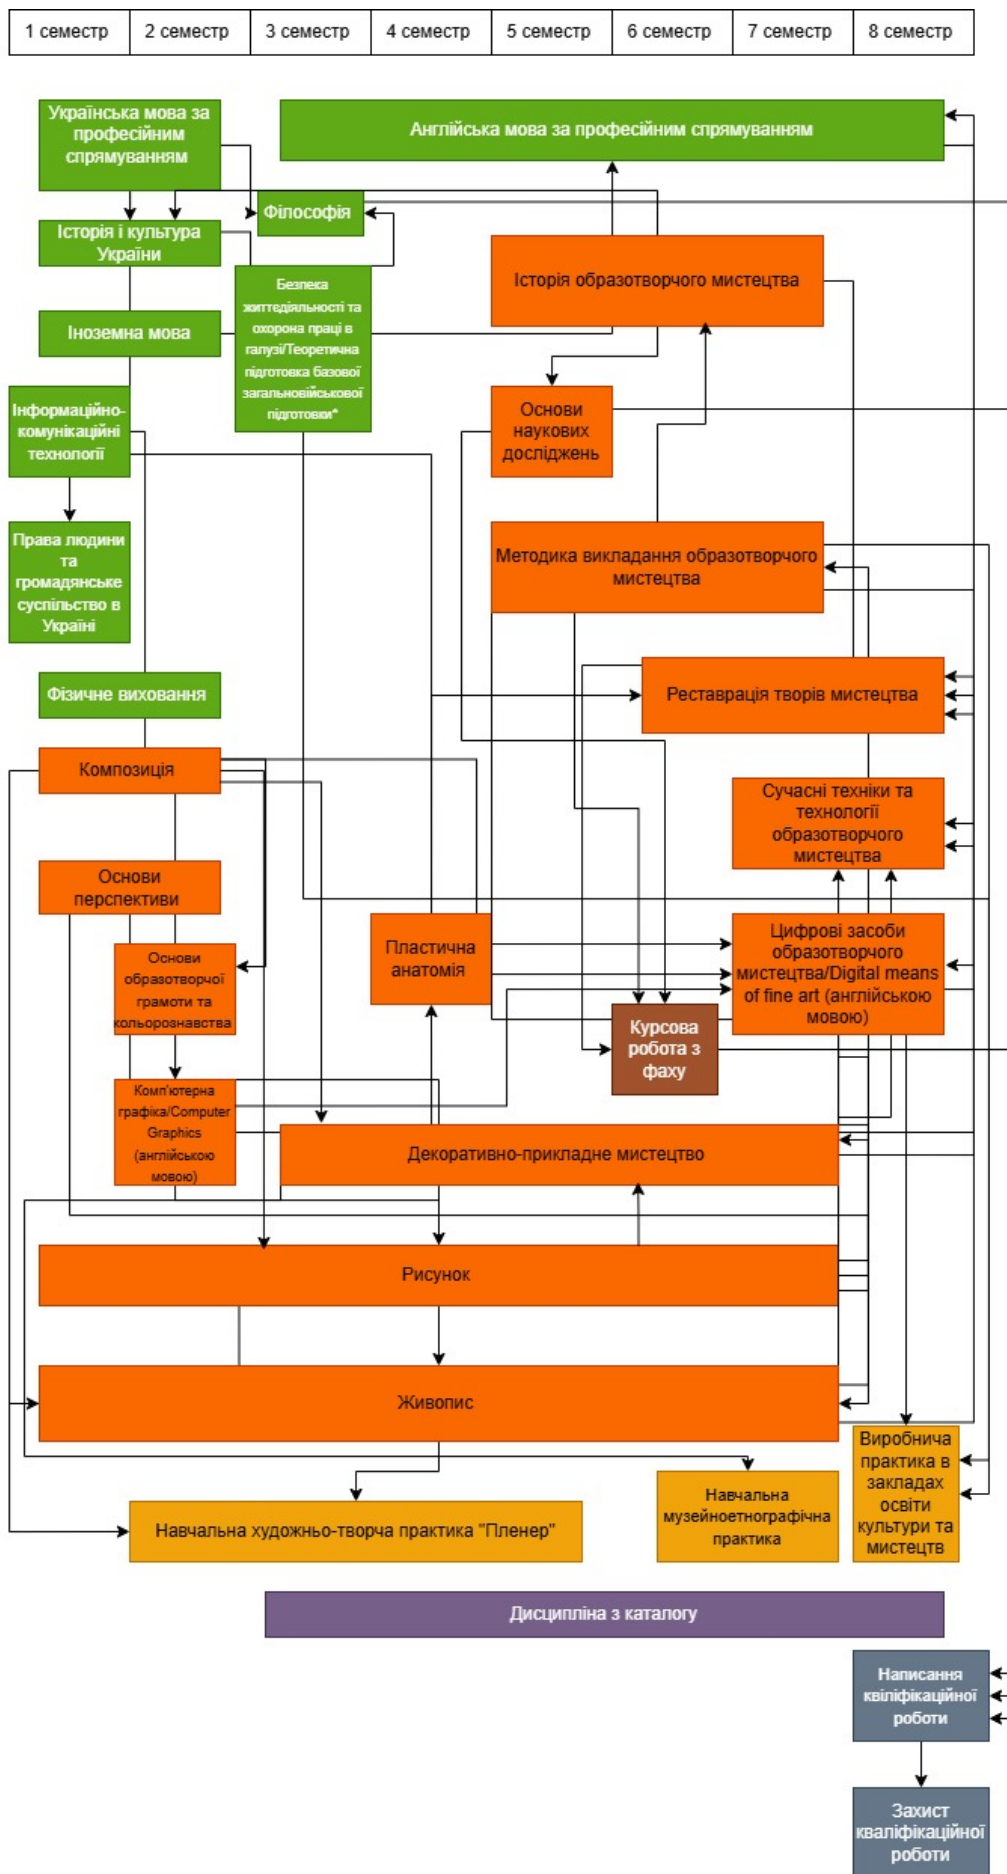 1 семестр
2 семестр
3 семестр
4 семестр
5 семестр
6 семестр
7 семестр
8 семестр
Українська мова за
професійним
спрямуванням
Англійська мова за професійним спрямуванням
Філософія
Історія і культура
України
Історія образотворчого мистецтва
Безпека
життєдіяльності та
охорона праці в
галузі/Теоретична
підготовка базової
загальновійськової
підготовки*
Іноземна мова
Інформаційно-
комунікаційні
технології
Основи
наукових
досліджень
Права людини
та
громадянське
суспільство в
Україні
Методика викладання образотворчого
мистецтва
Фізичне виховання
Реставрація творів мистецтва
Композиція
Сучасні техніки та
технології
образотворчого
мистецтва
Основи
перспективи
Основи
образотворчої
грамоти та
кольорознавства
Пластична
анатомія
Цифрові засоби
образотворчого
мистецтва/Digital means
of fine art (англійською
мовою)
Курсова
робота з
фаху
Комп'ютерна
графіка/Computer
Graphics
(англійською
мовою)
Декоративно-прикладне мистецтво
Рисунок
Живопис
Виробнича
практика в
закладах
освіти
культури та
мистецтв
Навчальна
музейноетнографічна
практика
Навчальна художньо-творча практика "Пленер"
Дисципліна з каталогу
Написання
квіліфікаційної
роботи
Захист
кваліфікаційної
роботи